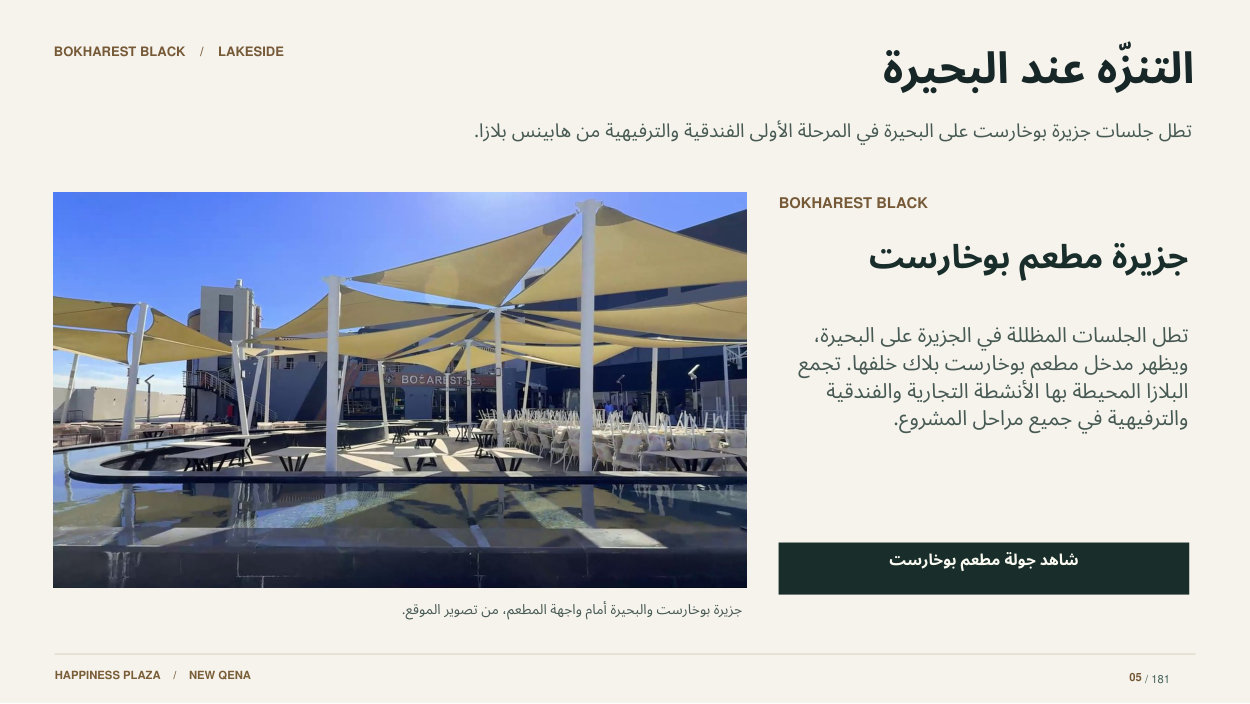 BOKHAREST BLACK / LAKESIDE
التنزّه عند البحيرة
تطل جلسات جزيرة بوخارست على البحيرة في المرحلة الأولى الفندقية والترفيهية من هابينس بلازا.
BOKHAREST BLACK
جزيرة مطعم بوخارست
تطل الجلسات المظللة في الجزيرة على البحيرة،
ويظهر مدخل مطعم بوخارست بلاك خلفها. تجمع
البلازا المحيطة بها الأنشطة التجارية والفندقية
والترفيهية في جميع مراحل المشروع.
شاهد جولة مطعم بوخارست
جزيرة بوخارست والبحيرة أمام واجهة المطعم، من تصوير الموقع.
HAPPINESS PLAZA / NEW QENA
05 / 181